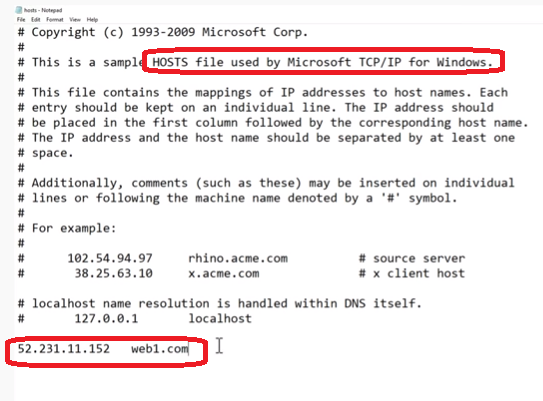 hosts - Notepad
File Edit Format View Help
# Copyright (c) 1993-2009 Microsoft Corp.
#
# This is a sample HOSTS file used by Microsoft TCP/IP for Windows.
#
# This file contains the mappings of IP addresses to host names. Each
# entry should be kept on an individual line. The IP address should
# be placed in the first column followed by the corresponding host name.
# The IP address and the host name should be separated by at least one
# space.
#
# Additionally, comments (such as these) may be inserted on individual
# lines or following the machine name denoted by a '#' symbol.
#
# For example:
#
#      102.54.94.97     rhino.acme.com          # source server
#       38.25.63.10     x.acme.com              # x client host

# localhost name resolution is handled within DNS itself.
#       127.0.0.1       localhost

52.231.11.152   web1.com